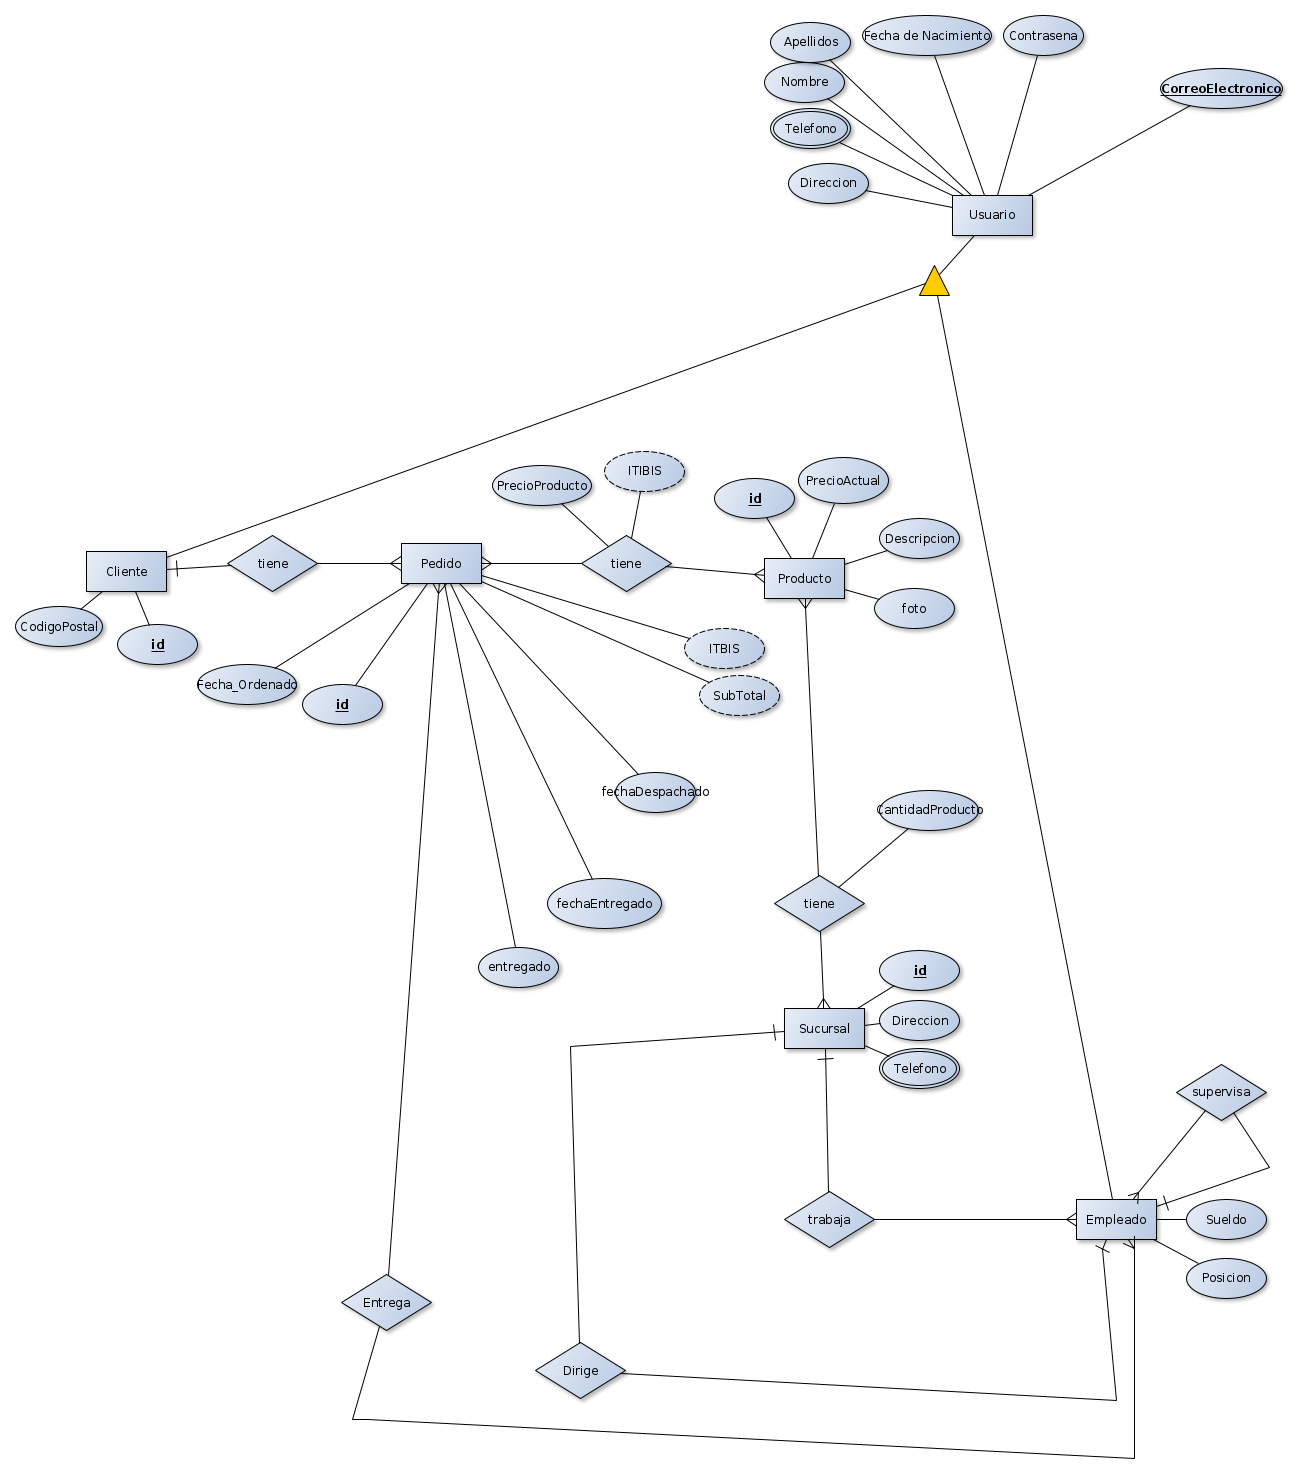 Apellidos
Fecha de Nacimiento
Contrasena
Nombre
CorreoElectronico
Telefono
Direccion
Usuario
PrecioProducto
ITIBIS
id
PrecioActual
Descripcion
Cliente
tiene
Pedido
tiene
Producto
foto
CodigoPostal
id
ITBIS
Fecha_Ordenado
id
SubTotal
fechaDespachado
CantidadProducto
fechaEntregado
tiene
entregado
id
Direccion
Sucursal
Telefono
supervisa
trabaja
Empleado
Sueldo
Posicion
Entrega
Dirige